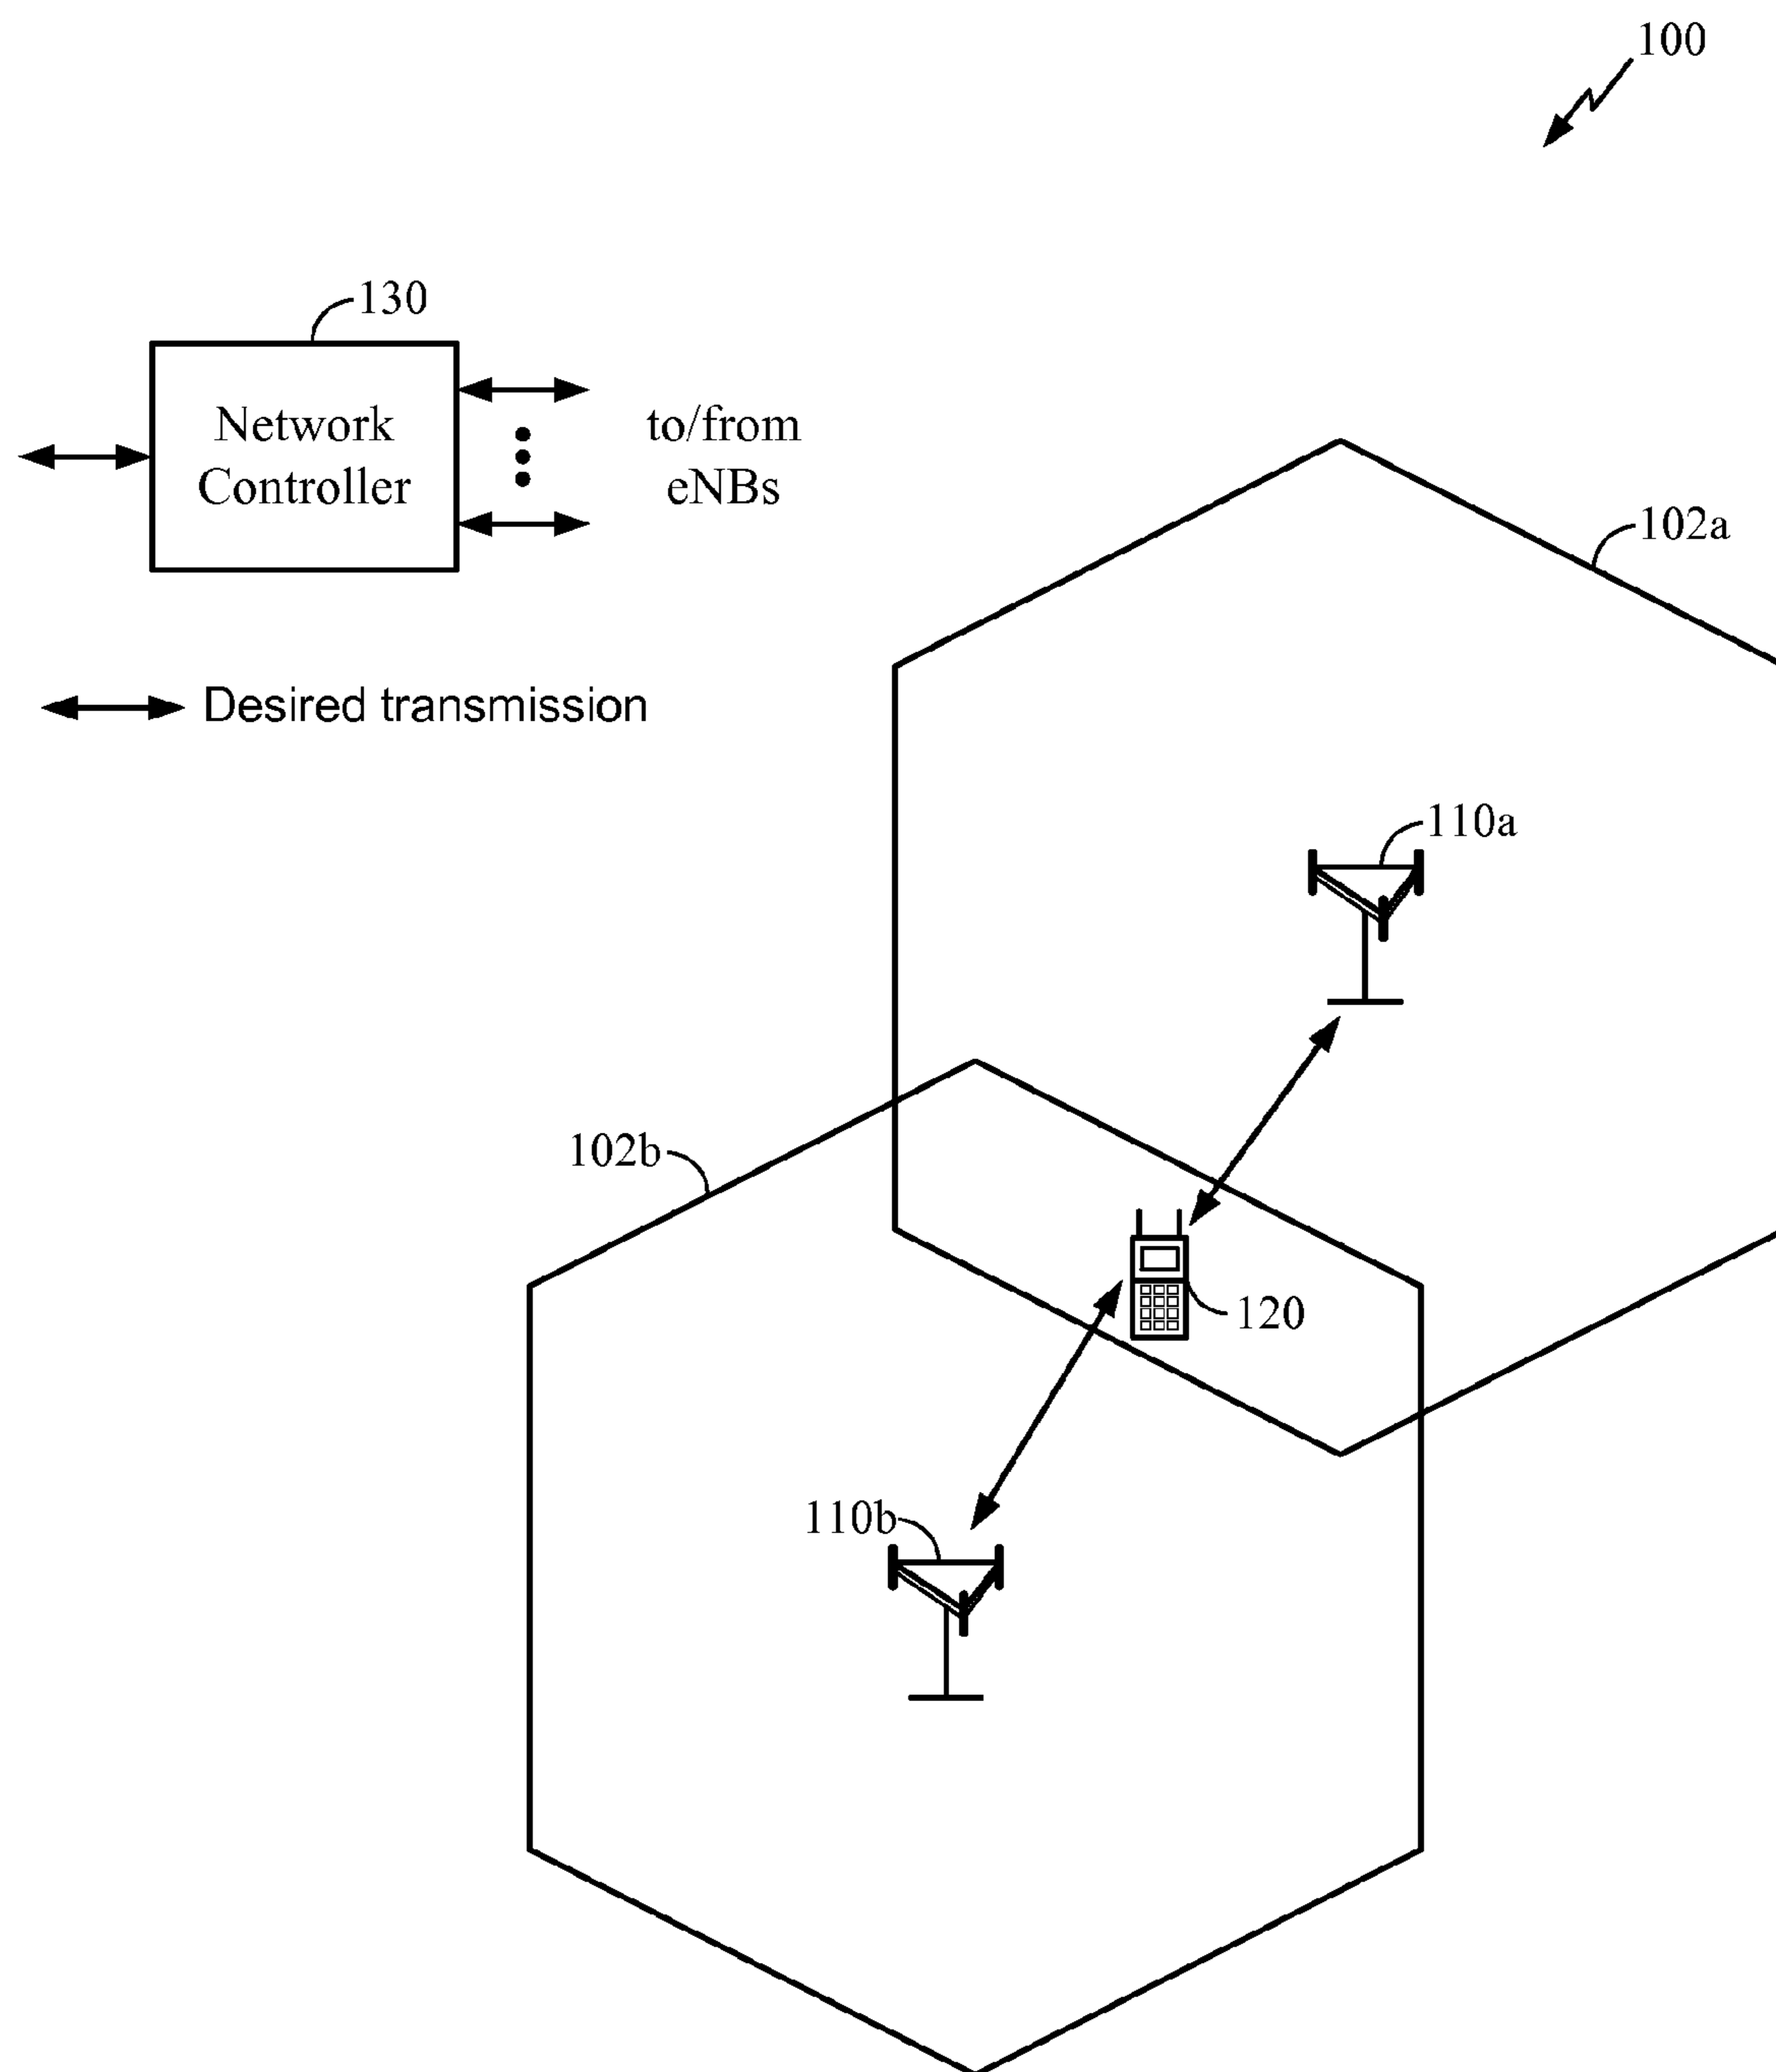 100
130
Network
Controller
to/from
eNBs
102a
Desired transmission
110a
102b
120
110b